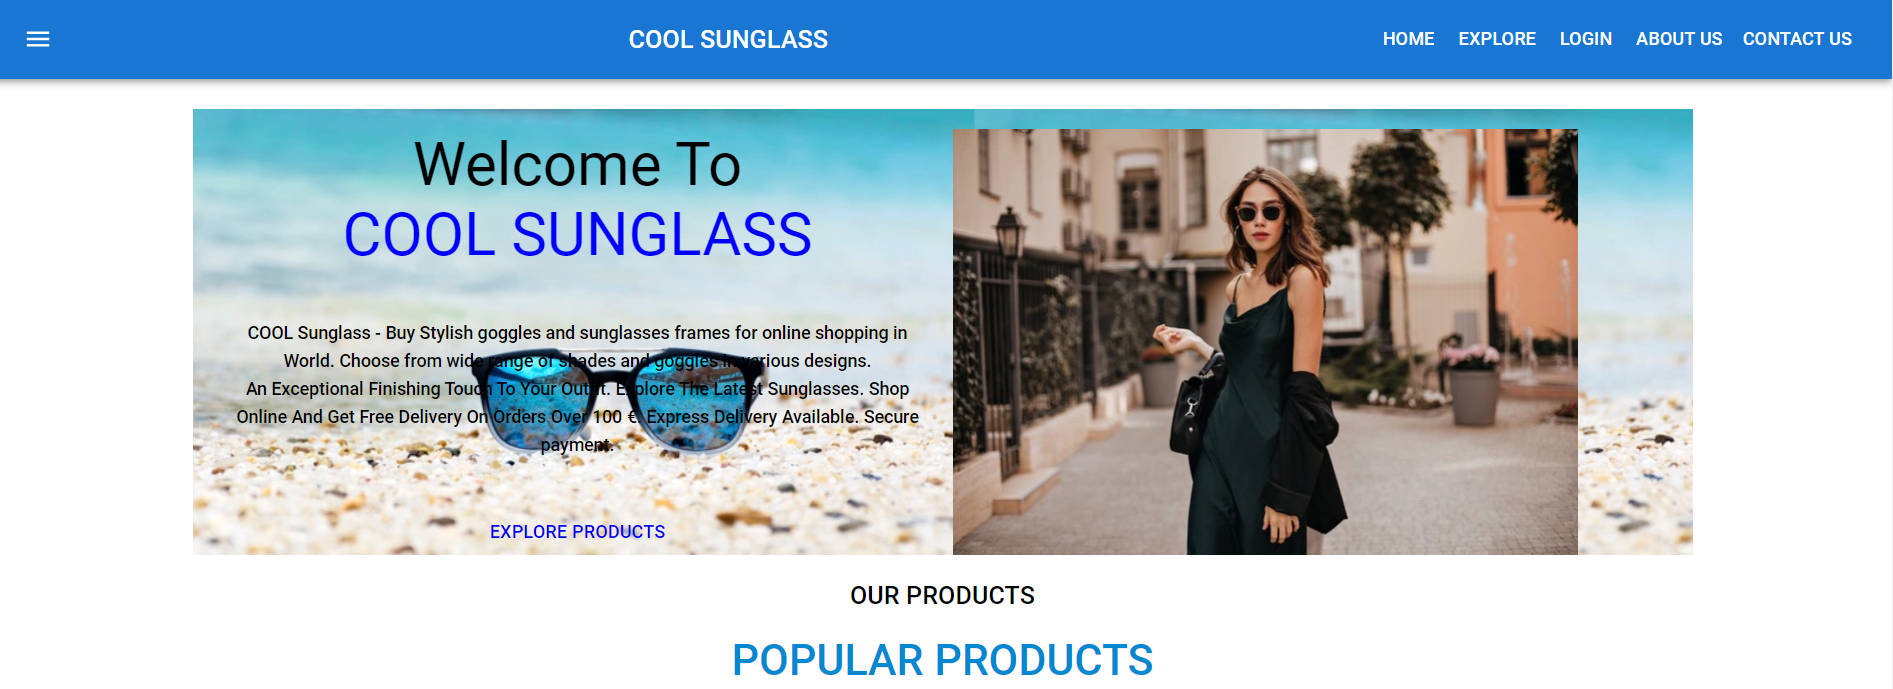 COOL SUNGLASS
HOME EXPLORE LOGIN ABOUT US CONTACT US
Welcome To
COOL SUNGLASS
COOL Sunglass - Buy Stylish goggles and sunglasses frames for online shopping in
World. Choose from wide range of shades and goggles in various designs.
An Exceptional Finishing Touch To Your Outfit. Explore The Latest Sunglasses. Shop
Online And Get Free Delivery On Orders Over 100 €. Express Delivery Available. Secure
payment.
EXPLORE PRODUCTS
OUR PRODUCTS
POPULAR PRODUCTS